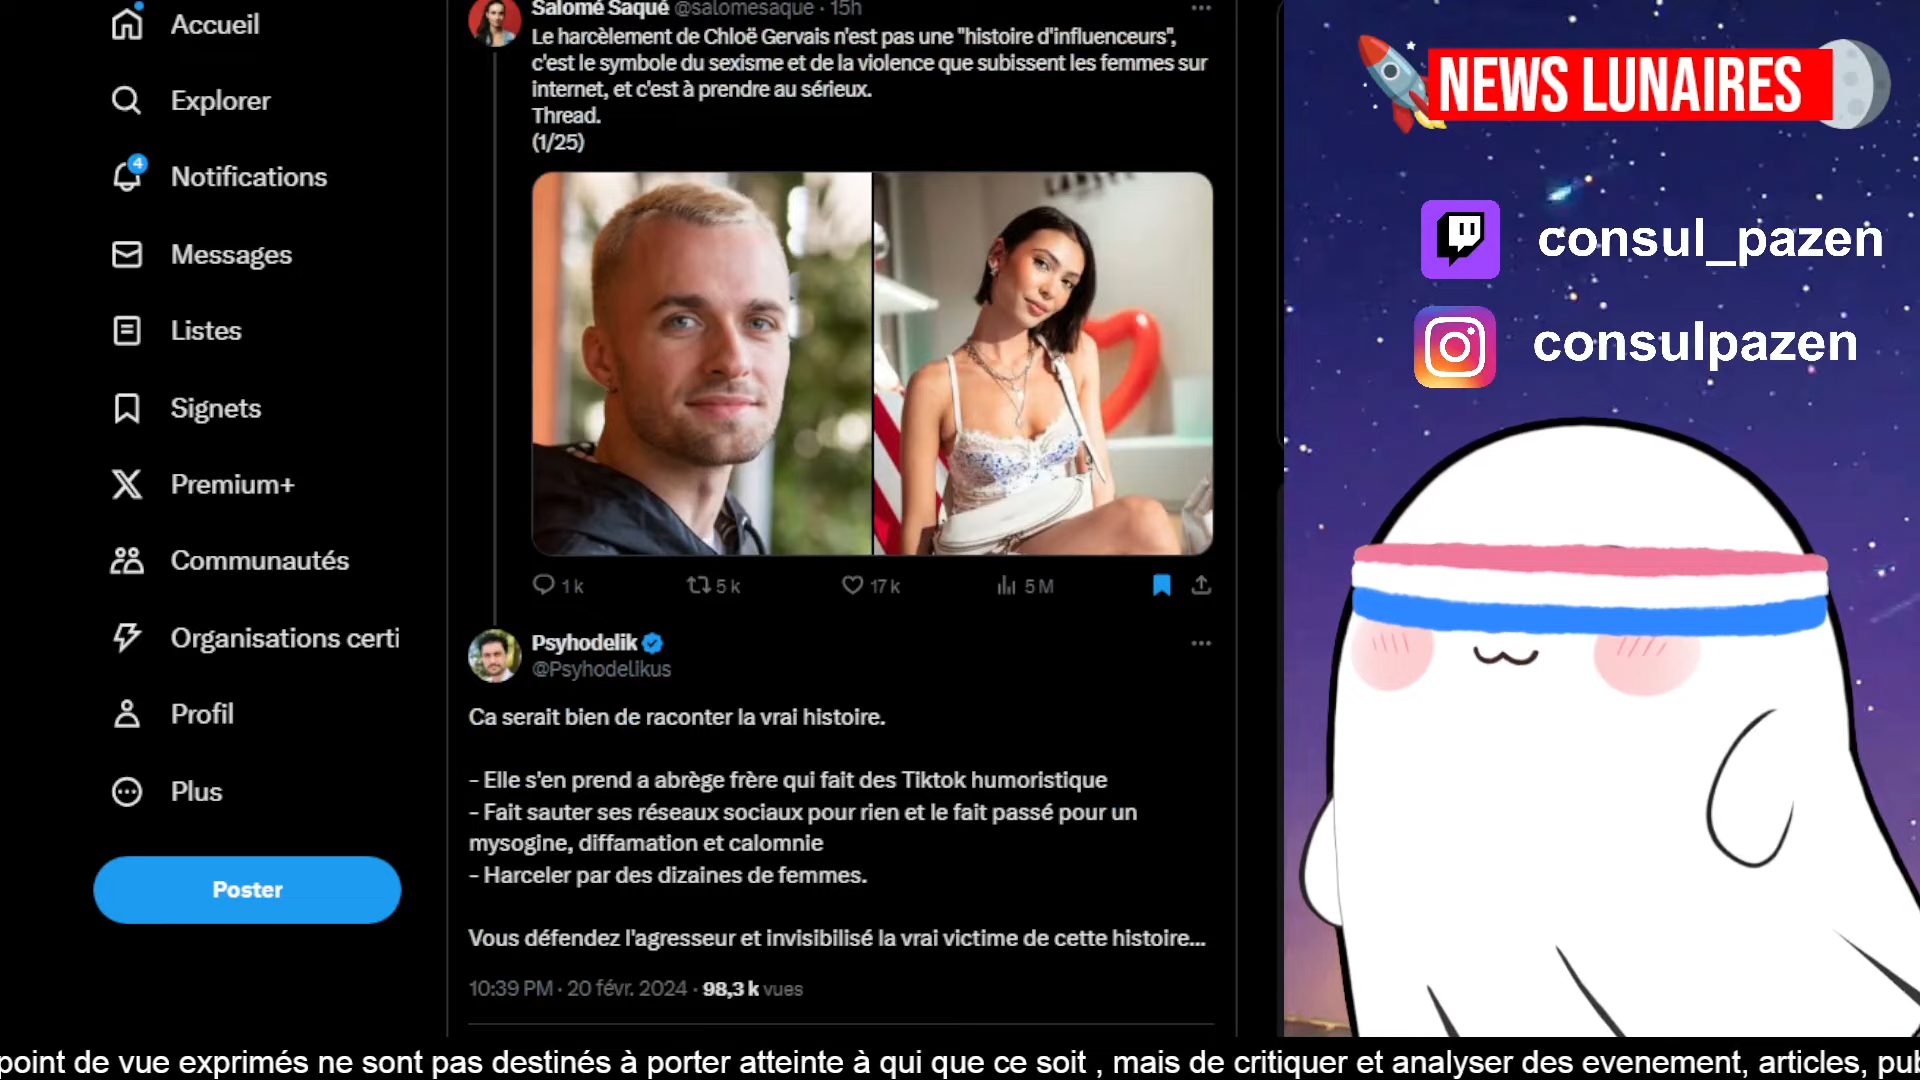 Accueil
Explorer
4
Notifications
Messages
Listes
Signets
Premium+
Communautés
Organisations certi
Profil
Plus
Poster
Salomé Saqué @salomesaque · 15h
Le harcèlement de Chloë Gervais n'est pas une "histoire d'influenceurs",
c'est le symbole du sexisme et de la violence que subissent les femmes sur
internet, et c'est à prendre au sérieux.
Thread.
(1/25)
1 k 5 k 17 k 5 M
Psyhodelik
@Psyhodelikus
Ca serait bien de raconter la vrai histoire.
- Elle s'en prend a abrège frère qui fait des Tiktok humoristique
- Fait sauter ses réseaux sociaux pour rien et le fait passé pour un
mysogine, diffamation et calomnie
- Harceler par des dizaines de femmes.
Vous défendez l'agresseur et invisibilisé la vrai victime de cette histoire...
10:39 PM · 20 févr. 2024 · 98,3 k vues
NEWS LUNAIRES
consul_pazen
consulpazen
point de vue exprimés ne sont pas destinés à porter atteinte à qui que ce soit , mais de critiquer et analyser des evenement, articles, pub